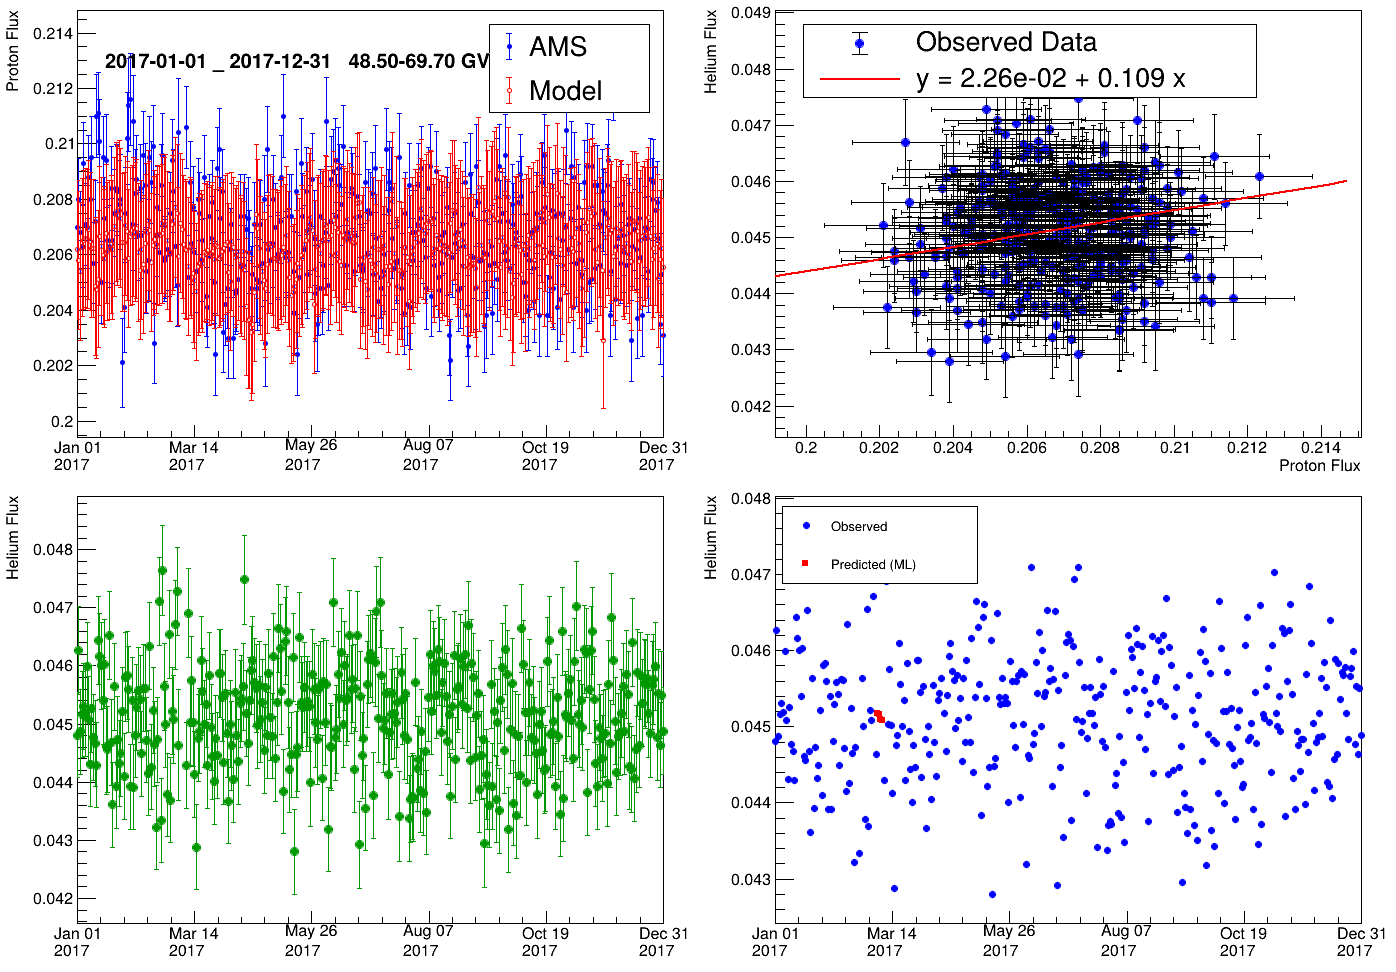 Proton Flux
0.214
0.212
0.21
0.208
0.206
0.204
0.202
0.2
2017-01-01 _ 2017-12-31 48.50-69.70 GV
AMS
Model
Jan 01 Mar 14 May 26 Aug 07 Oct 19 Dec 31
2017 2017 2017 2017 2017 2017
Helium Flux
0.049
0.048
0.047
0.046
0.045
0.044
0.043
0.042
Observed Data
y = 2.26e-02 + 0.109 x
0.2 0.202 0.204 0.206 0.208 0.21 0.212 0.214
Proton Flux
Helium Flux
0.048
0.047
0.046
0.045
0.044
0.043
0.042
Jan 01 Mar 14 May 26 Aug 07 Oct 19 Dec 31
2017 2017 2017 2017 2017 2017
Helium Flux
0.048
0.047
0.046
0.045
0.044
0.043
Observed
Predicted (ML)
Jan 01 Mar 14 May 26 Aug 07 Oct 19 Dec 31
2017 2017 2017 2017 2017 2017